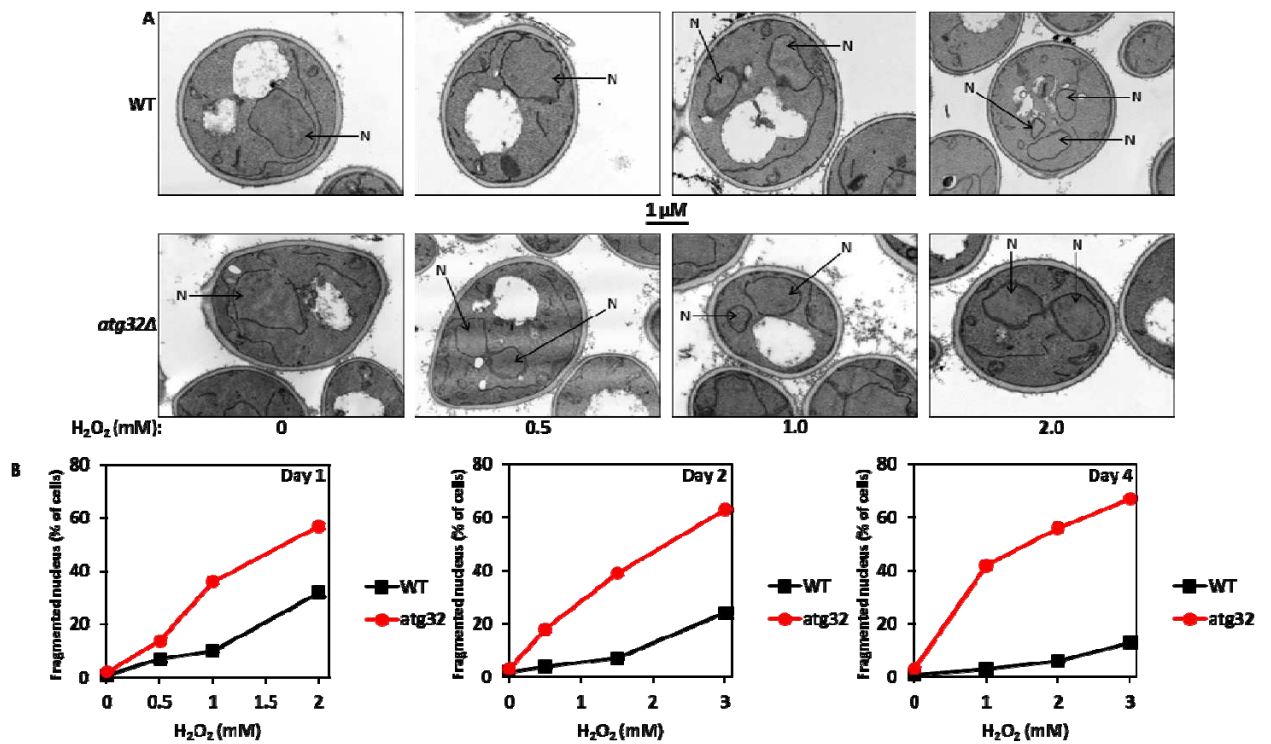 A
WT
N
N
N
N
N
N
N
1 µM
atg32Δ
N
N
N
N
N
N
N
H₂O₂ (mM):
0
0.5
1.0
2.0
B
Day 1
Fragmented nucleus (% of cells)
80
60
40
20
0
0
0.5
1
1.5
2
H₂O₂ (mM)
WT
atg32
Day 2
Fragmented nucleus (% of cells)
80
60
40
20
0
0
1
2
3
H₂O₂ (mM)
WT
atg32
Day 4
Fragmented nucleus (% of cells)
80
60
40
20
0
0
1
2
3
H₂O₂ (mM)
WT
atg32